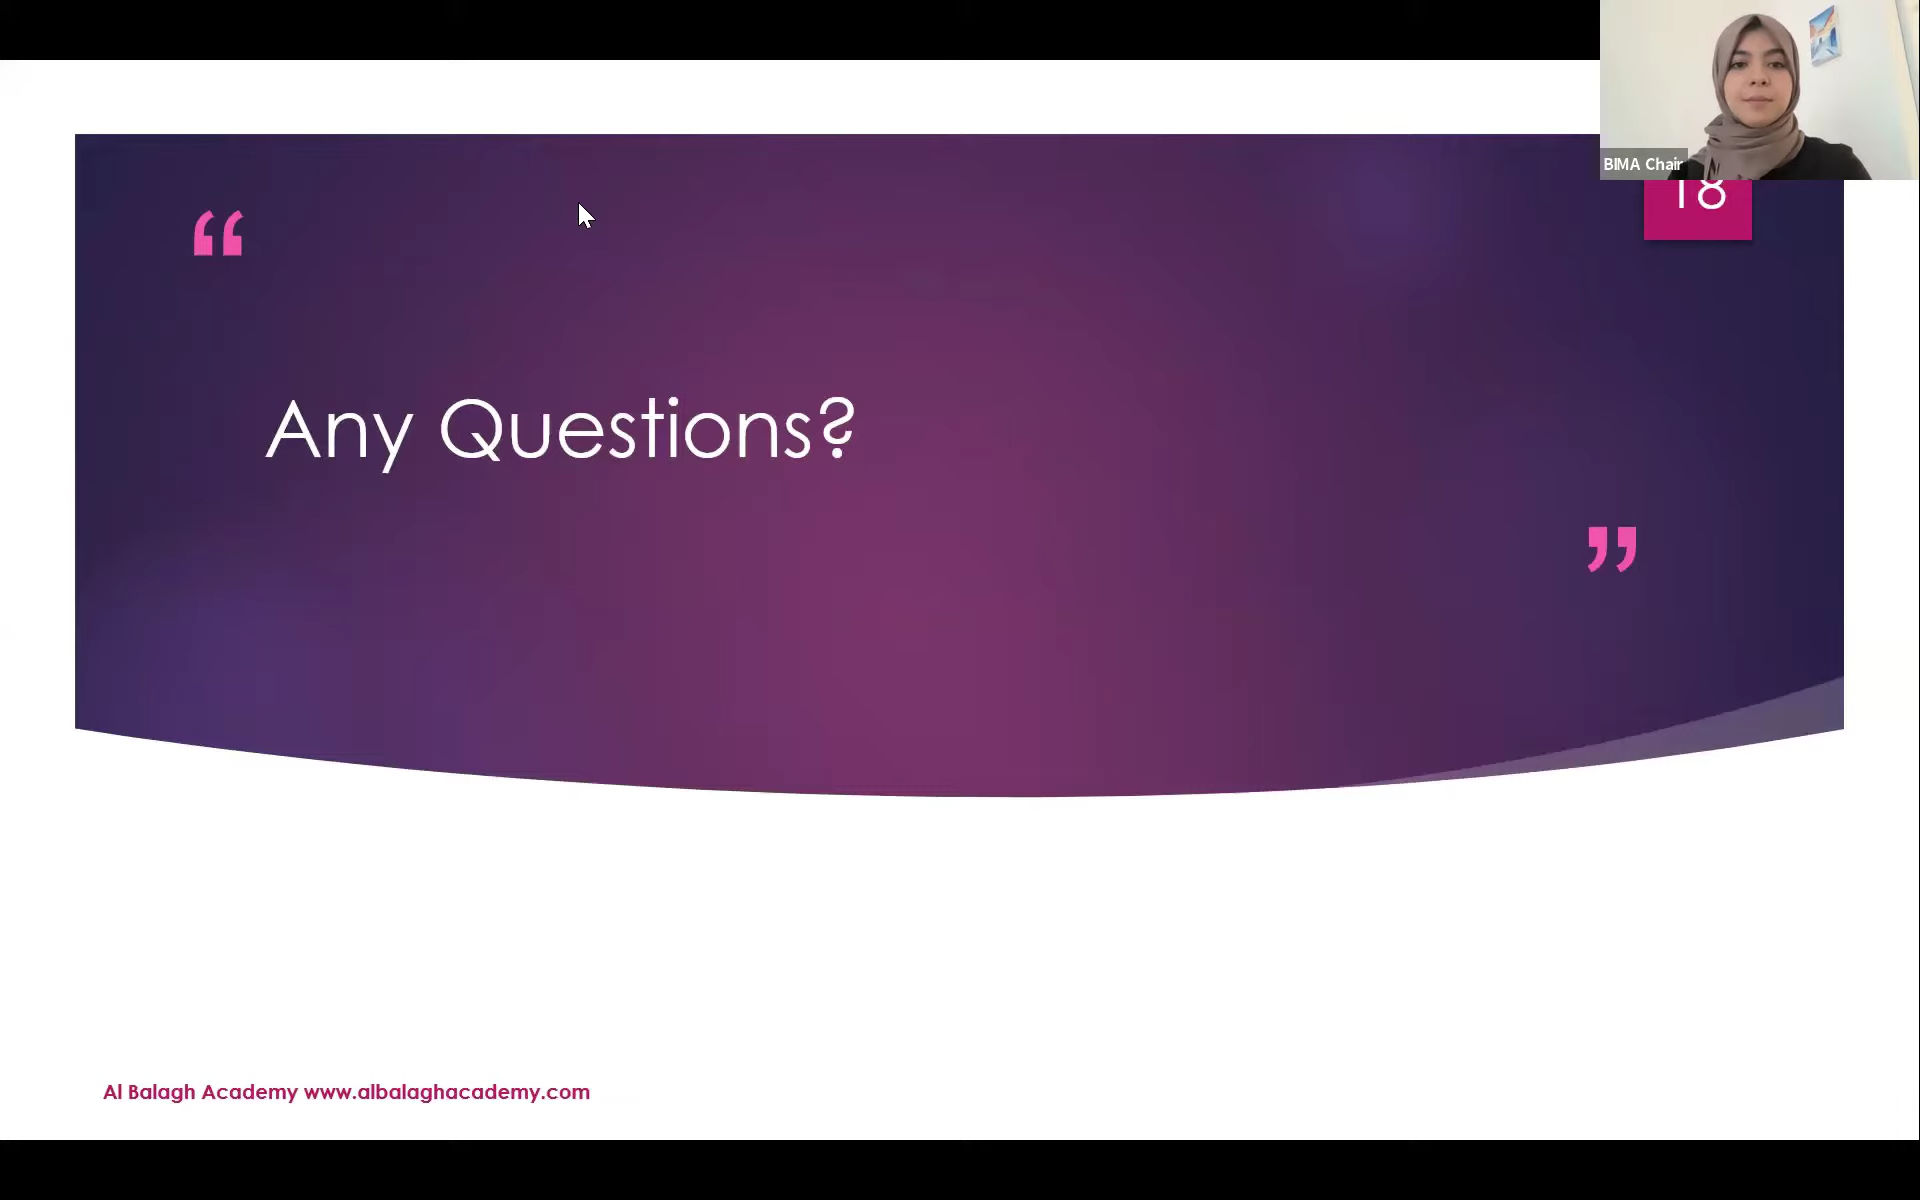 BIMA Chair
18
“
Any Questions?
”
Al Balagh Academy www.albalaghacademy.com